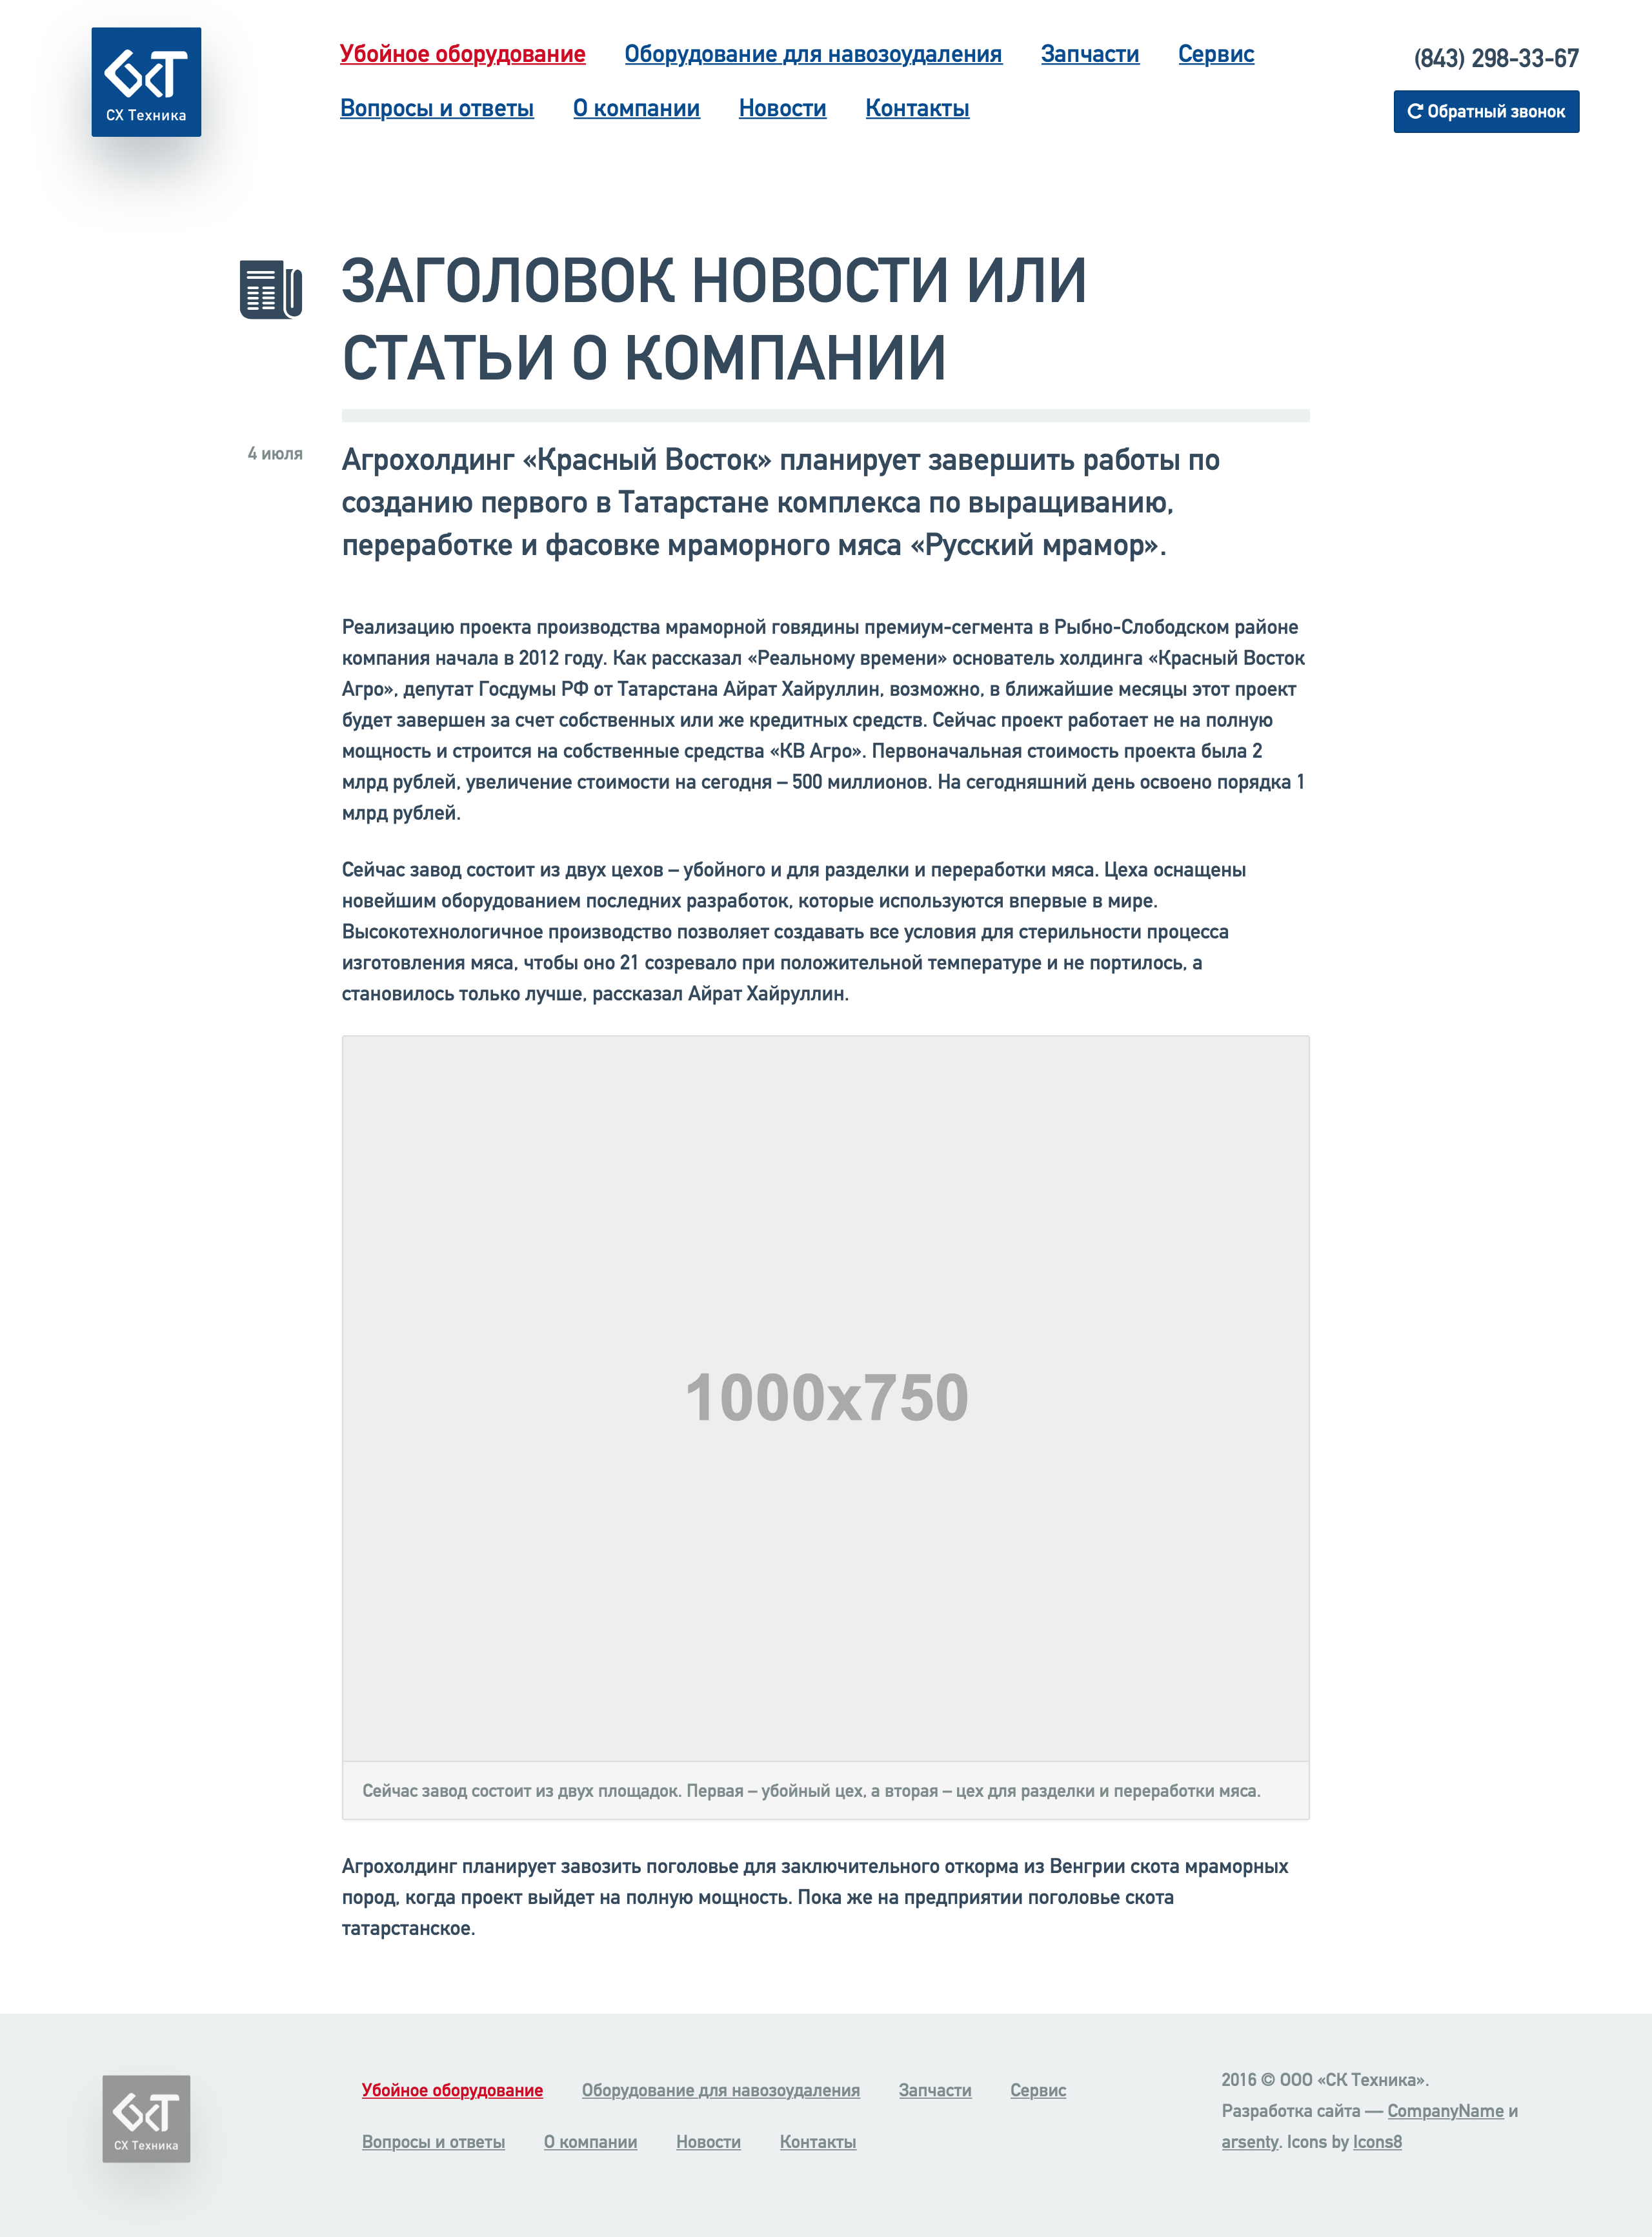 СХ Техника
Убойное оборудование Оборудование для навозоудаления Запчасти Сервис
Вопросы и ответы О компании Новости Контакты
(843) 298-33-67
Обратный звонок
ЗАГОЛОВОК НОВОСТИ ИЛИ
СТАТЬИ О КОМПАНИИ
4 июля
Агрохолдинг «Красный Восток» планирует завершить работы по
созданию первого в Татарстане комплекса по выращиванию,
переработке и фасовке мраморного мяса «Русский мрамор».
Реализацию проекта производства мраморной говядины премиум-сегмента в Рыбно-Слободском районе
компания начала в 2012 году. Как рассказал «Реальному времени» основатель холдинга «Красный Восток
Агро», депутат Госдумы РФ от Татарстана Айрат Хайруллин, возможно, в ближайшие месяцы этот проект
будет завершен за счет собственных или же кредитных средств. Сейчас проект работает не на полную
мощность и строится на собственные средства «КВ Агро». Первоначальная стоимость проекта была 2
млрд рублей, увеличение стоимости на сегодня – 500 миллионов. На сегодняшний день освоено порядка 1
млрд рублей.
Сейчас завод состоит из двух цехов – убойного и для разделки и переработки мяса. Цеха оснащены
новейшим оборудованием последних разработок, которые используются впервые в мире.
Высокотехнологичное производство позволяет создавать все условия для стерильности процесса
изготовления мяса, чтобы оно 21 созревало при положительной температуре и не портилось, а
становилось только лучше, рассказал Айрат Хайруллин.
1000x750
Сейчас завод состоит из двух площадок. Первая – убойный цех, а вторая – цех для разделки и переработки мяса.
Агрохолдинг планирует завозить поголовье для заключительного откорма из Венгрии скота мраморных
пород, когда проект выйдет на полную мощность. Пока же на предприятии поголовье скота
татарстанское.
СХ Техника
Убойное оборудование Оборудование для навозоудаления Запчасти Сервис
Вопросы и ответы О компании Новости Контакты
2016 © ООО «СК Техника».
Разработка сайта — CompanyName и
arsenty. Icons by Icons8